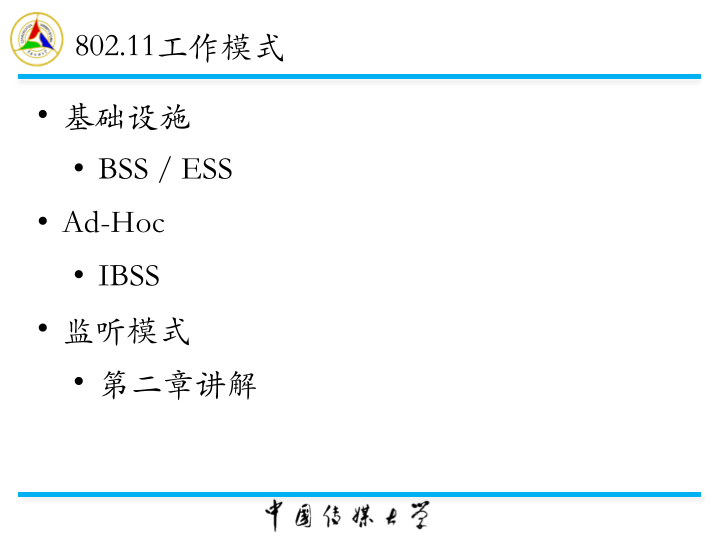 802.11工作模式
• 基础设施
• BSS / ESS
• Ad-Hoc
• IBSS
• 监听模式
• 第二章讲解
中国传媒大学